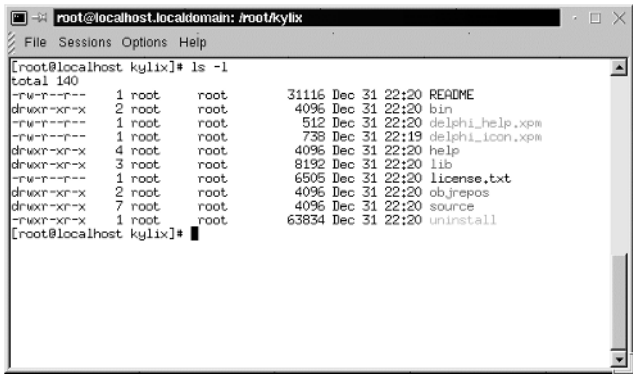 root@localhost.localdomain: /root/kylix
File Sessions Options Help
[root@localhost kylix]# ls -l
total 140
-rw-r--r-- 1 root root 31116 Dec 31 22:20 README
drwxr-xr-x 2 root root 4096 Dec 31 22:20 bin
-rw-r--r-- 1 root root 512 Dec 31 22:20 delphi_help.xpm
-rw-r--r-- 1 root root 738 Dec 31 22:19 delphi_icon.xpm
drwxr-xr-x 4 root root 4096 Dec 31 22:20 help
drwxr-xr-x 3 root root 8192 Dec 31 22:20 lib
-rw-r--r-- 1 root root 6505 Dec 31 22:20 license.txt
drwxr-xr-x 2 root root 4096 Dec 31 22:20 objrepos
drwxr-xr-x 7 root root 4096 Dec 31 22:20 source
-rwxr-xr-x 1 root root 63834 Dec 31 22:20 uninstall
[root@localhost kylix]#